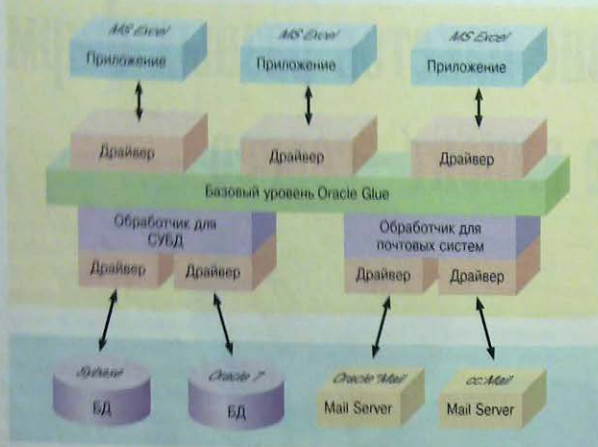 MS Excel
Приложение
MS Excel
Приложение
MS Excel
Приложение
Драйвер
Драйвер
Драйвер
Базовый уровень Oracle Glue
Обработчик для
СУБД
Обработчик для
почтовых систем
Драйвер
Драйвер
Драйвер
Драйвер
Sybase
БД
Oracle 7
БД
Oracle*Mail
Mail Server
cc:Mail
Mail Server